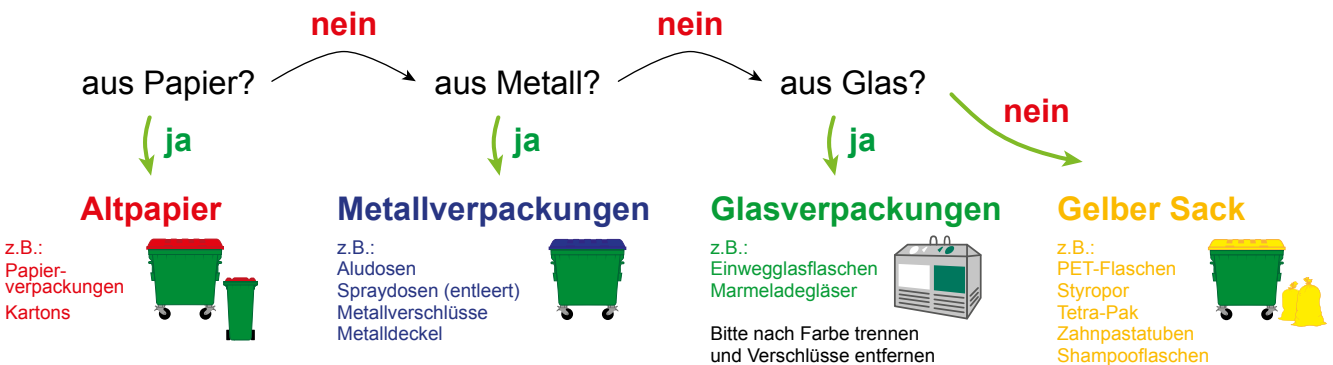 nein
nein
aus Papier?
aus Metall?
aus Glas?
nein
ja
ja
ja
Altpapier
z.B.:
Papier-
verpackungen
Kartons
Metallverpackungen
z.B.:
Aludosen
Spraydosen (entleert)
Metallverschlüsse
Metalldeckel
Glasverpackungen
z.B.:
Einwegglasflaschen
Marmeladegläser
Bitte nach Farbe trennen
und Verschlüsse entfernen
Gelber Sack
z.B.:
PET-Flaschen
Styropor
Tetra-Pak
Zahnpastatuben
Shampooflaschen